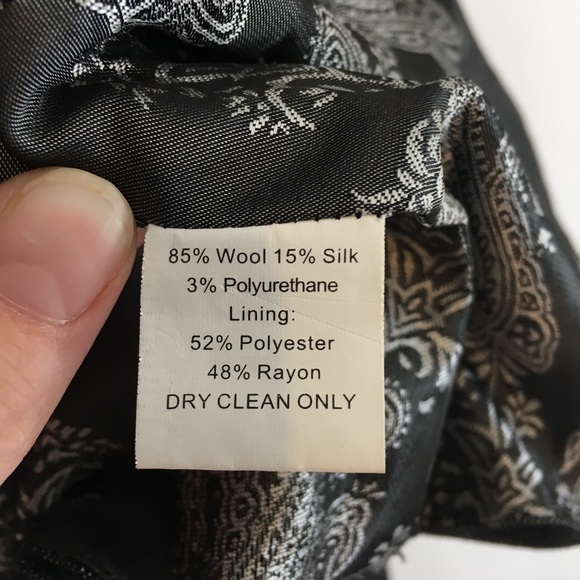 85% Wool 15% Silk
3% Polyurethane
Lining:
52% Polyester
48% Rayon
DRY CLEAN ONLY